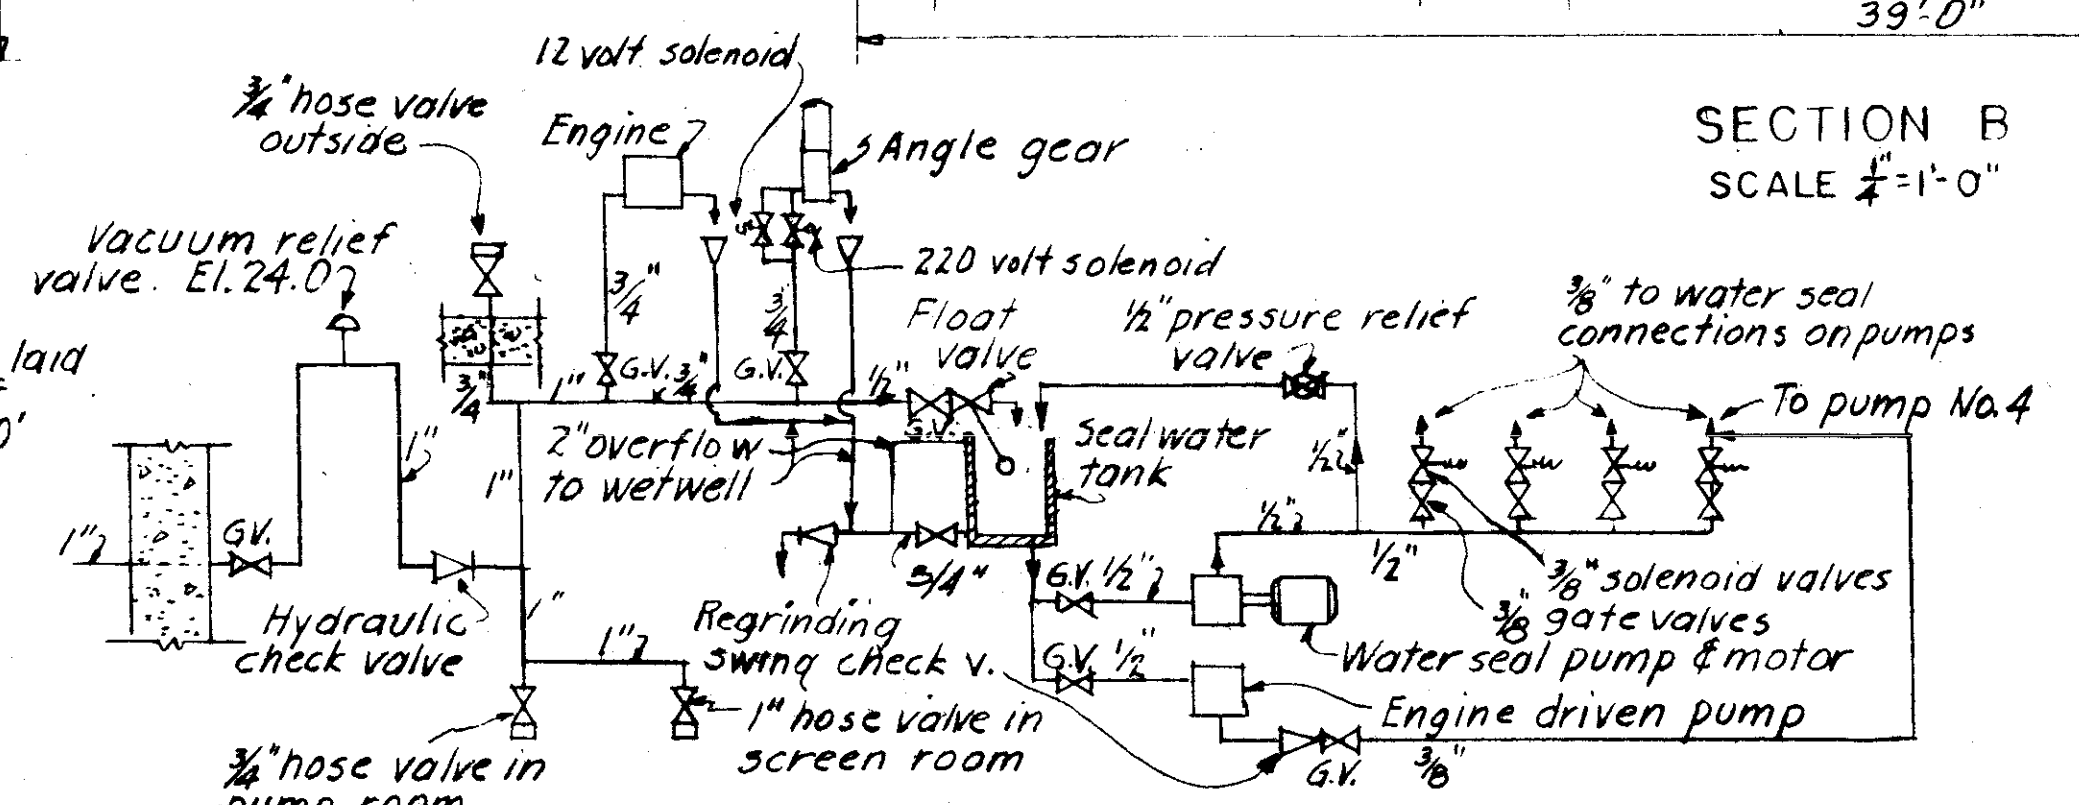 39'-0"
12 volt solenoid
3/4" hose valve
outside
Engine
Angle gear
SECTION B
SCALE 1/4"=1'-0"
Vacuum relief
valve. El. 24.0
220 volt solenoid
3/4"
3/4"
Float
valve
1/2" pressure relief
valve
3/8" to water seal
connections on pumps
laid
3/4"
1"
G.V.
3/4"
G.V.
1/2"
To pump No. 4
0'
1"
2" overflow
to wetwell
1"
G.V.
Seal water
tank
1/2"
1"
G.V.
1/2"
1/2"
3/4"
G.V. 1/2"
3/8" solenoid valves
3/8" gate valves
Hydraulic
check valve
1"
1"
Regrinding
swing check v.
G.V. 1/2"
Water seal pump & motor
1" hose valve in
screen room
Engine driven pump
G.V.
3/8"
3/4" hose valve in
pump room